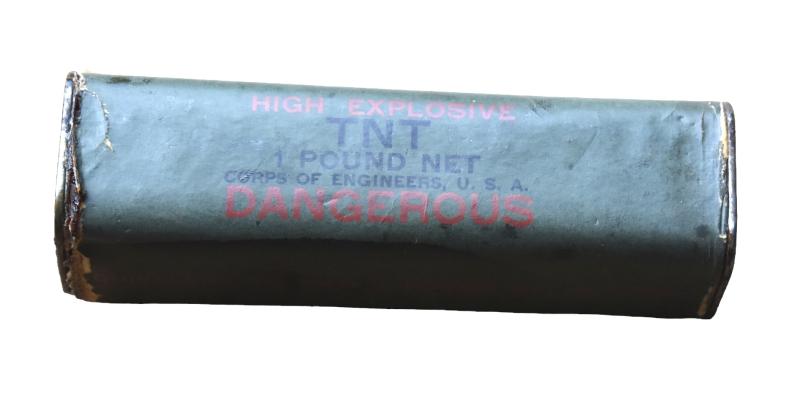 HIGH EXPLOSIVE
TNT
1 POUND NET
CORPS OF ENGINEERS, U. S. A.
DANGEROUS